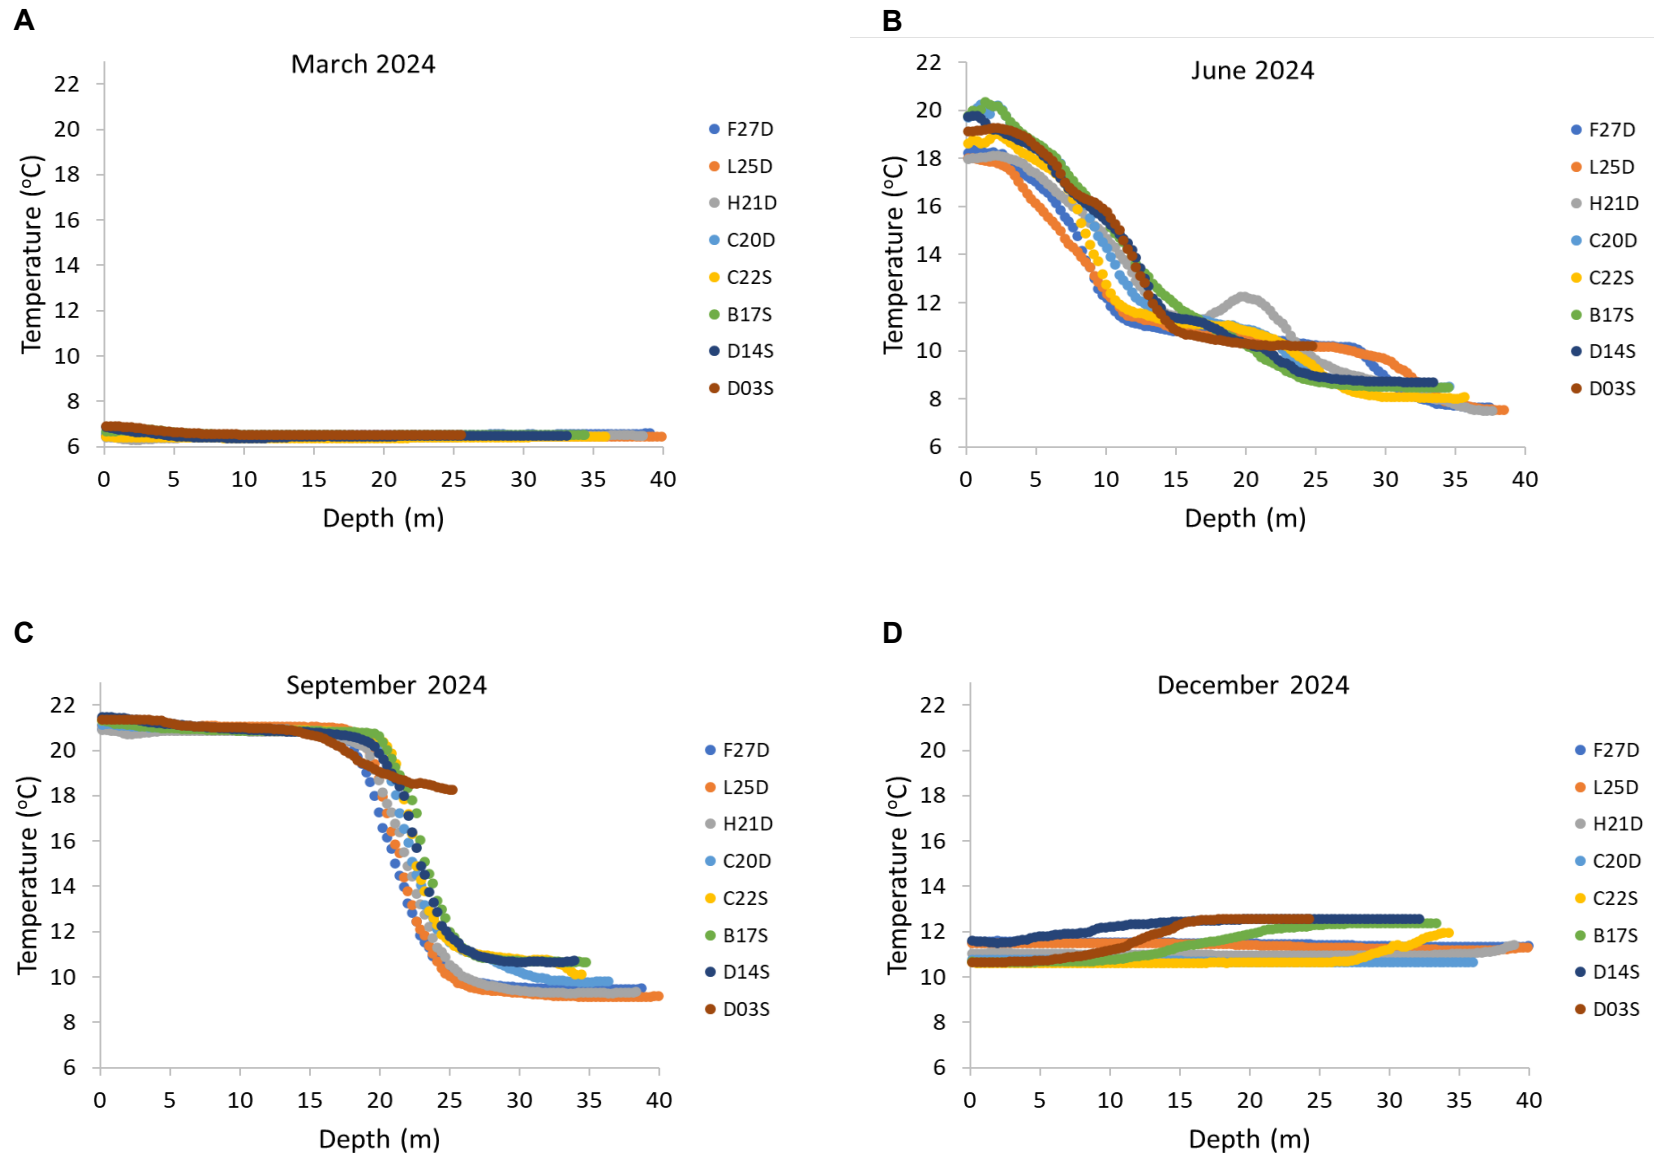 A
March 2024
22
20
18
16
14
12
10
8
6
Temperature (°C)
0 5 10 15 20 25 30 35 40
Depth (m)
F27D
L25D
H21D
C20D
C22S
B17S
D14S
D03S
B
June 2024
22
20
18
16
14
12
10
8
6
Temperature (°C)
0 5 10 15 20 25 30 35 40
Depth (m)
F27D
L25D
H21D
C20D
C22S
B17S
D14S
D03S
C
September 2024
22
20
18
16
14
12
10
8
6
Temperature (°C)
0 5 10 15 20 25 30 35 40
Depth (m)
F27D
L25D
H21D
C20D
C22S
B17S
D14S
D03S
D
December 2024
22
20
18
16
14
12
10
8
6
Temperature (°C)
0 5 10 15 20 25 30 35 40
Depth (m)
F27D
L25D
H21D
C20D
C22S
B17S
D14S
D03S